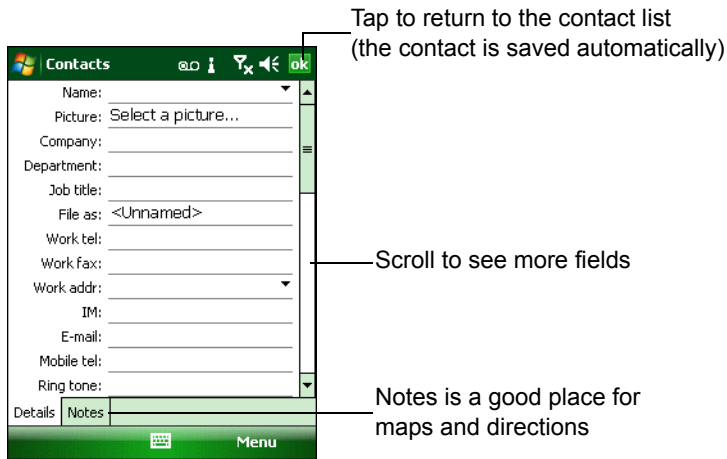 Tap to return to the contact list
(the contact is saved automatically)
Contacts ok
Name:
Picture: Select a picture...
Company:
Department:
Job title:
File as: <Unnamed>
Work tel:
Work fax:
Work addr:
Scroll to see more fields
IM:
E-mail:
Mobile tel:
Ring tone:
Details Notes
Notes is a good place for
maps and directions
Menu